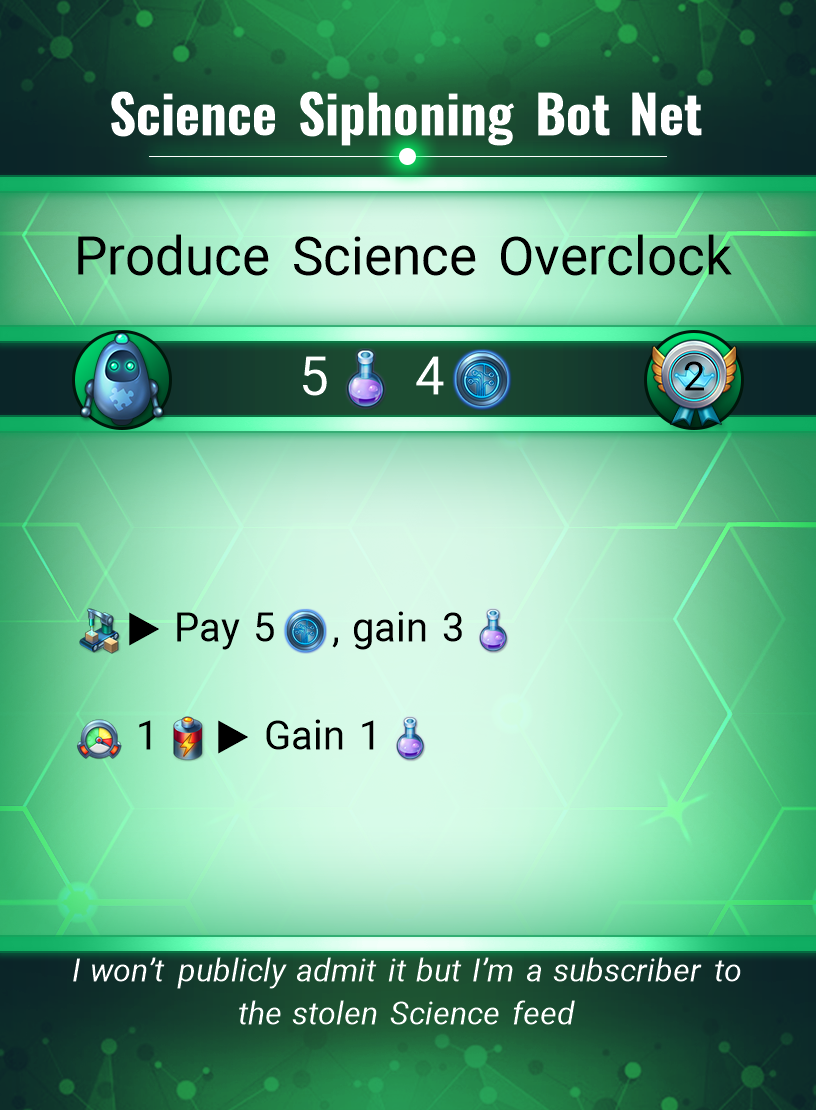 Science Siphoning Bot Net
Produce Science Overclock
5 4 2
Pay 5 , gain 3
1 Gain 1
I won't publicly admit it but I'm a subscriber to
the stolen Science feed